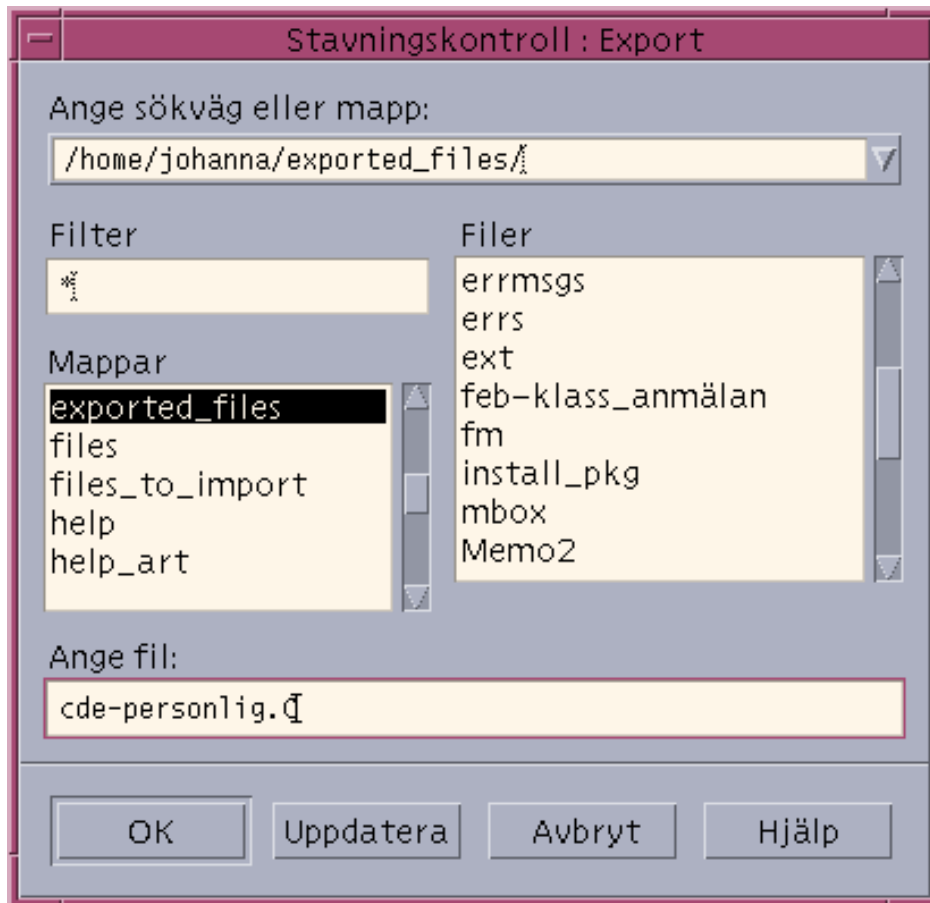 Stavningskontroll : Export
Ange sökväg eller mapp:
/home/johanna/exported_files/
Filter
*
Mappar
exported_files
files
files_to_import
help
help_art
Filer
errmsgs
errs
ext
feb-klass_anmälan
fm
install_pkg
mbox
Memo2
Ange fil:
cde-personlig.C
OK Uppdatera Avbryt Hjälp